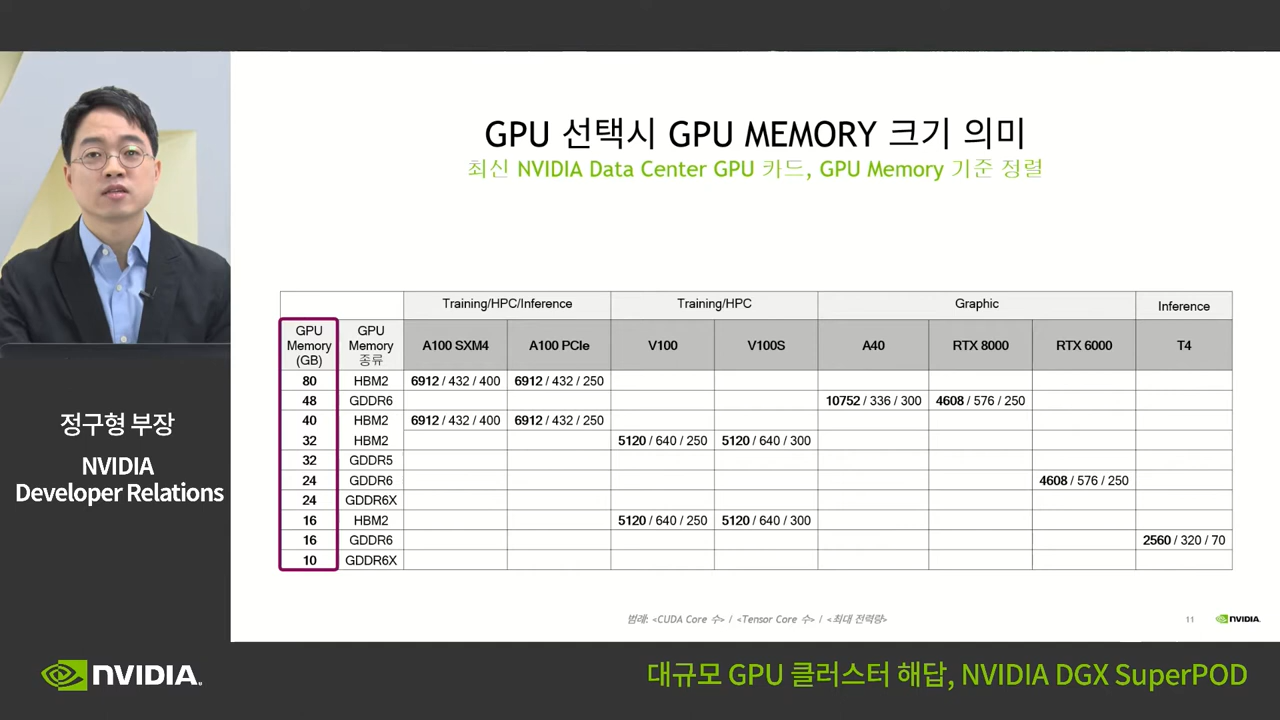 GPU 선택시 GPU MEMORY 크기 의미
최신 NVIDIA Data Center GPU 카드, GPU Memory 기준 정렬
Training/HPC/Inference Training/HPC Graphic Inference
GPU Memory (GB) GPU Memory 종류 A100 SXM4 A100 PCIe V100 V100S A40 RTX 8000 RTX 6000 T4
80 HBM2 6912 / 432 / 400 6912 / 432 / 250
48 GDDR6 10752 / 336 / 300 4608 / 576 / 250
40 HBM2 6912 / 432 / 400 6912 / 432 / 250
32 HBM2 5120 / 640 / 250 5120 / 640 / 300
32 GDDR5
24 GDDR6 4608 / 576 / 250
24 GDDR6X
16 HBM2 5120 / 640 / 250 5120 / 640 / 300
16 GDDR6 2560 / 320 / 70
10 GDDR6X
범례: <CUDA Core 수> / <Tensor Core 수> / <최대 전력량>
11 NVIDIA.
정구형 부장
NVIDIA
Developer Relations
NVIDIA.
대규모 GPU 클러스터 해답, NVIDIA DGX SuperPOD